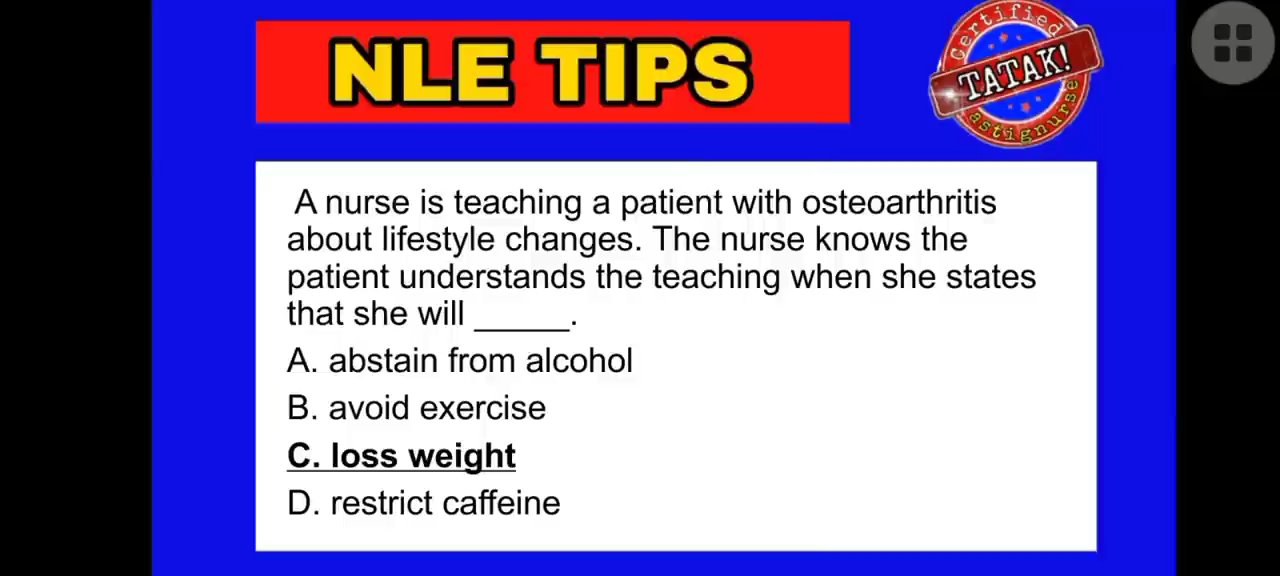 NLE TIPS
Certified
TATAK!
astignurse
A nurse is teaching a patient with osteoarthritis
about lifestyle changes. The nurse knows the
patient understands the teaching when she states
that she will _____.
A. abstain from alcohol
B. avoid exercise
C. loss weight
D. restrict caffeine